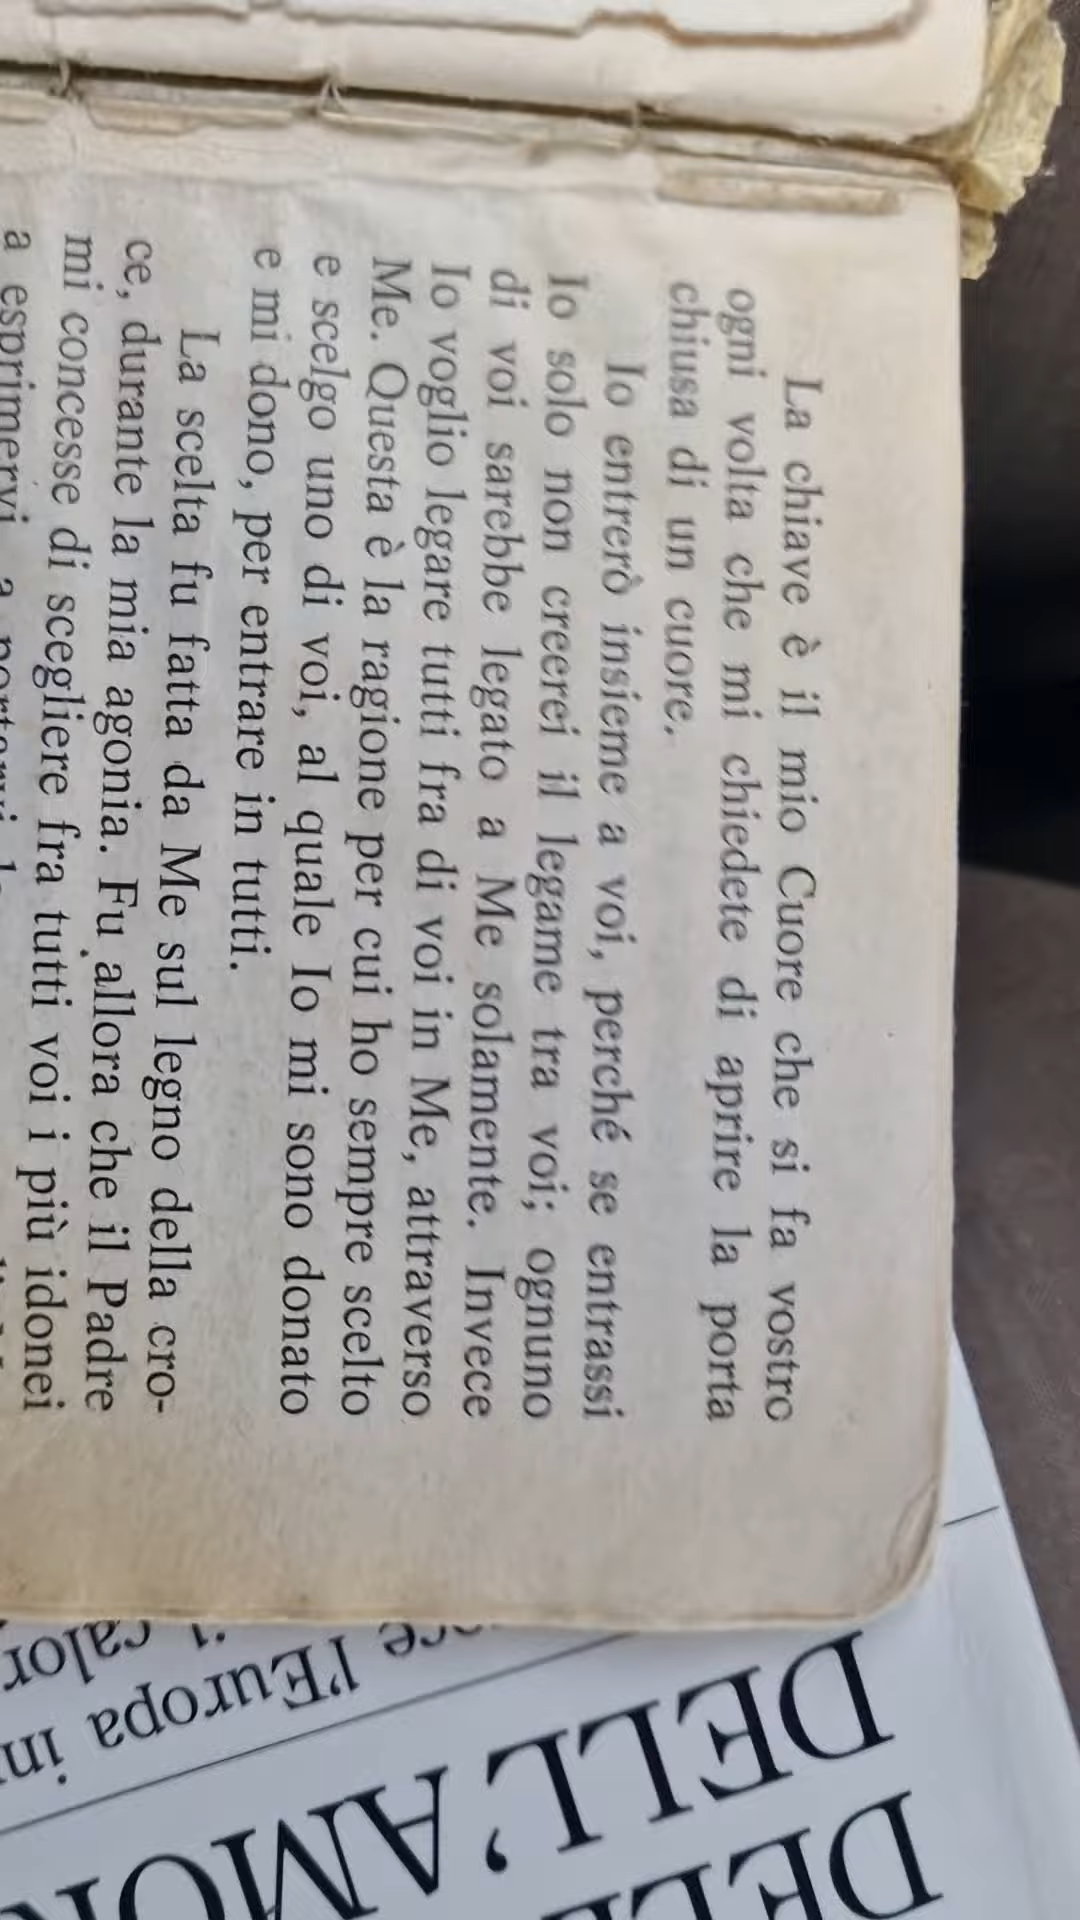 La chiave è il mio Cuore che si fa vostro
ogni volta che mi chiedete di aprire la porta
chiusa di un cuore.
Io entrerò insieme a voi, perché se entrassi
Io solo non creerei il legame tra voi; ognuno
di voi sarebbe legato a Me solamente. Invece
Io voglio legare tutti fra di voi in Me, attraverso
Me. Questa è la ragione per cui ho sempre scelto
e scelgo uno di voi, al quale Io mi sono donato
e mi dono, per entrare in tutti.
La scelta fu fatta da Me sul legno della cro-
ce, durante la mia agonia. Fu allora che il Padre
mi concesse di scegliere fra tutti voi i più idonei
a esprimervi, a
DELL'AMO
l'Europa in
calor